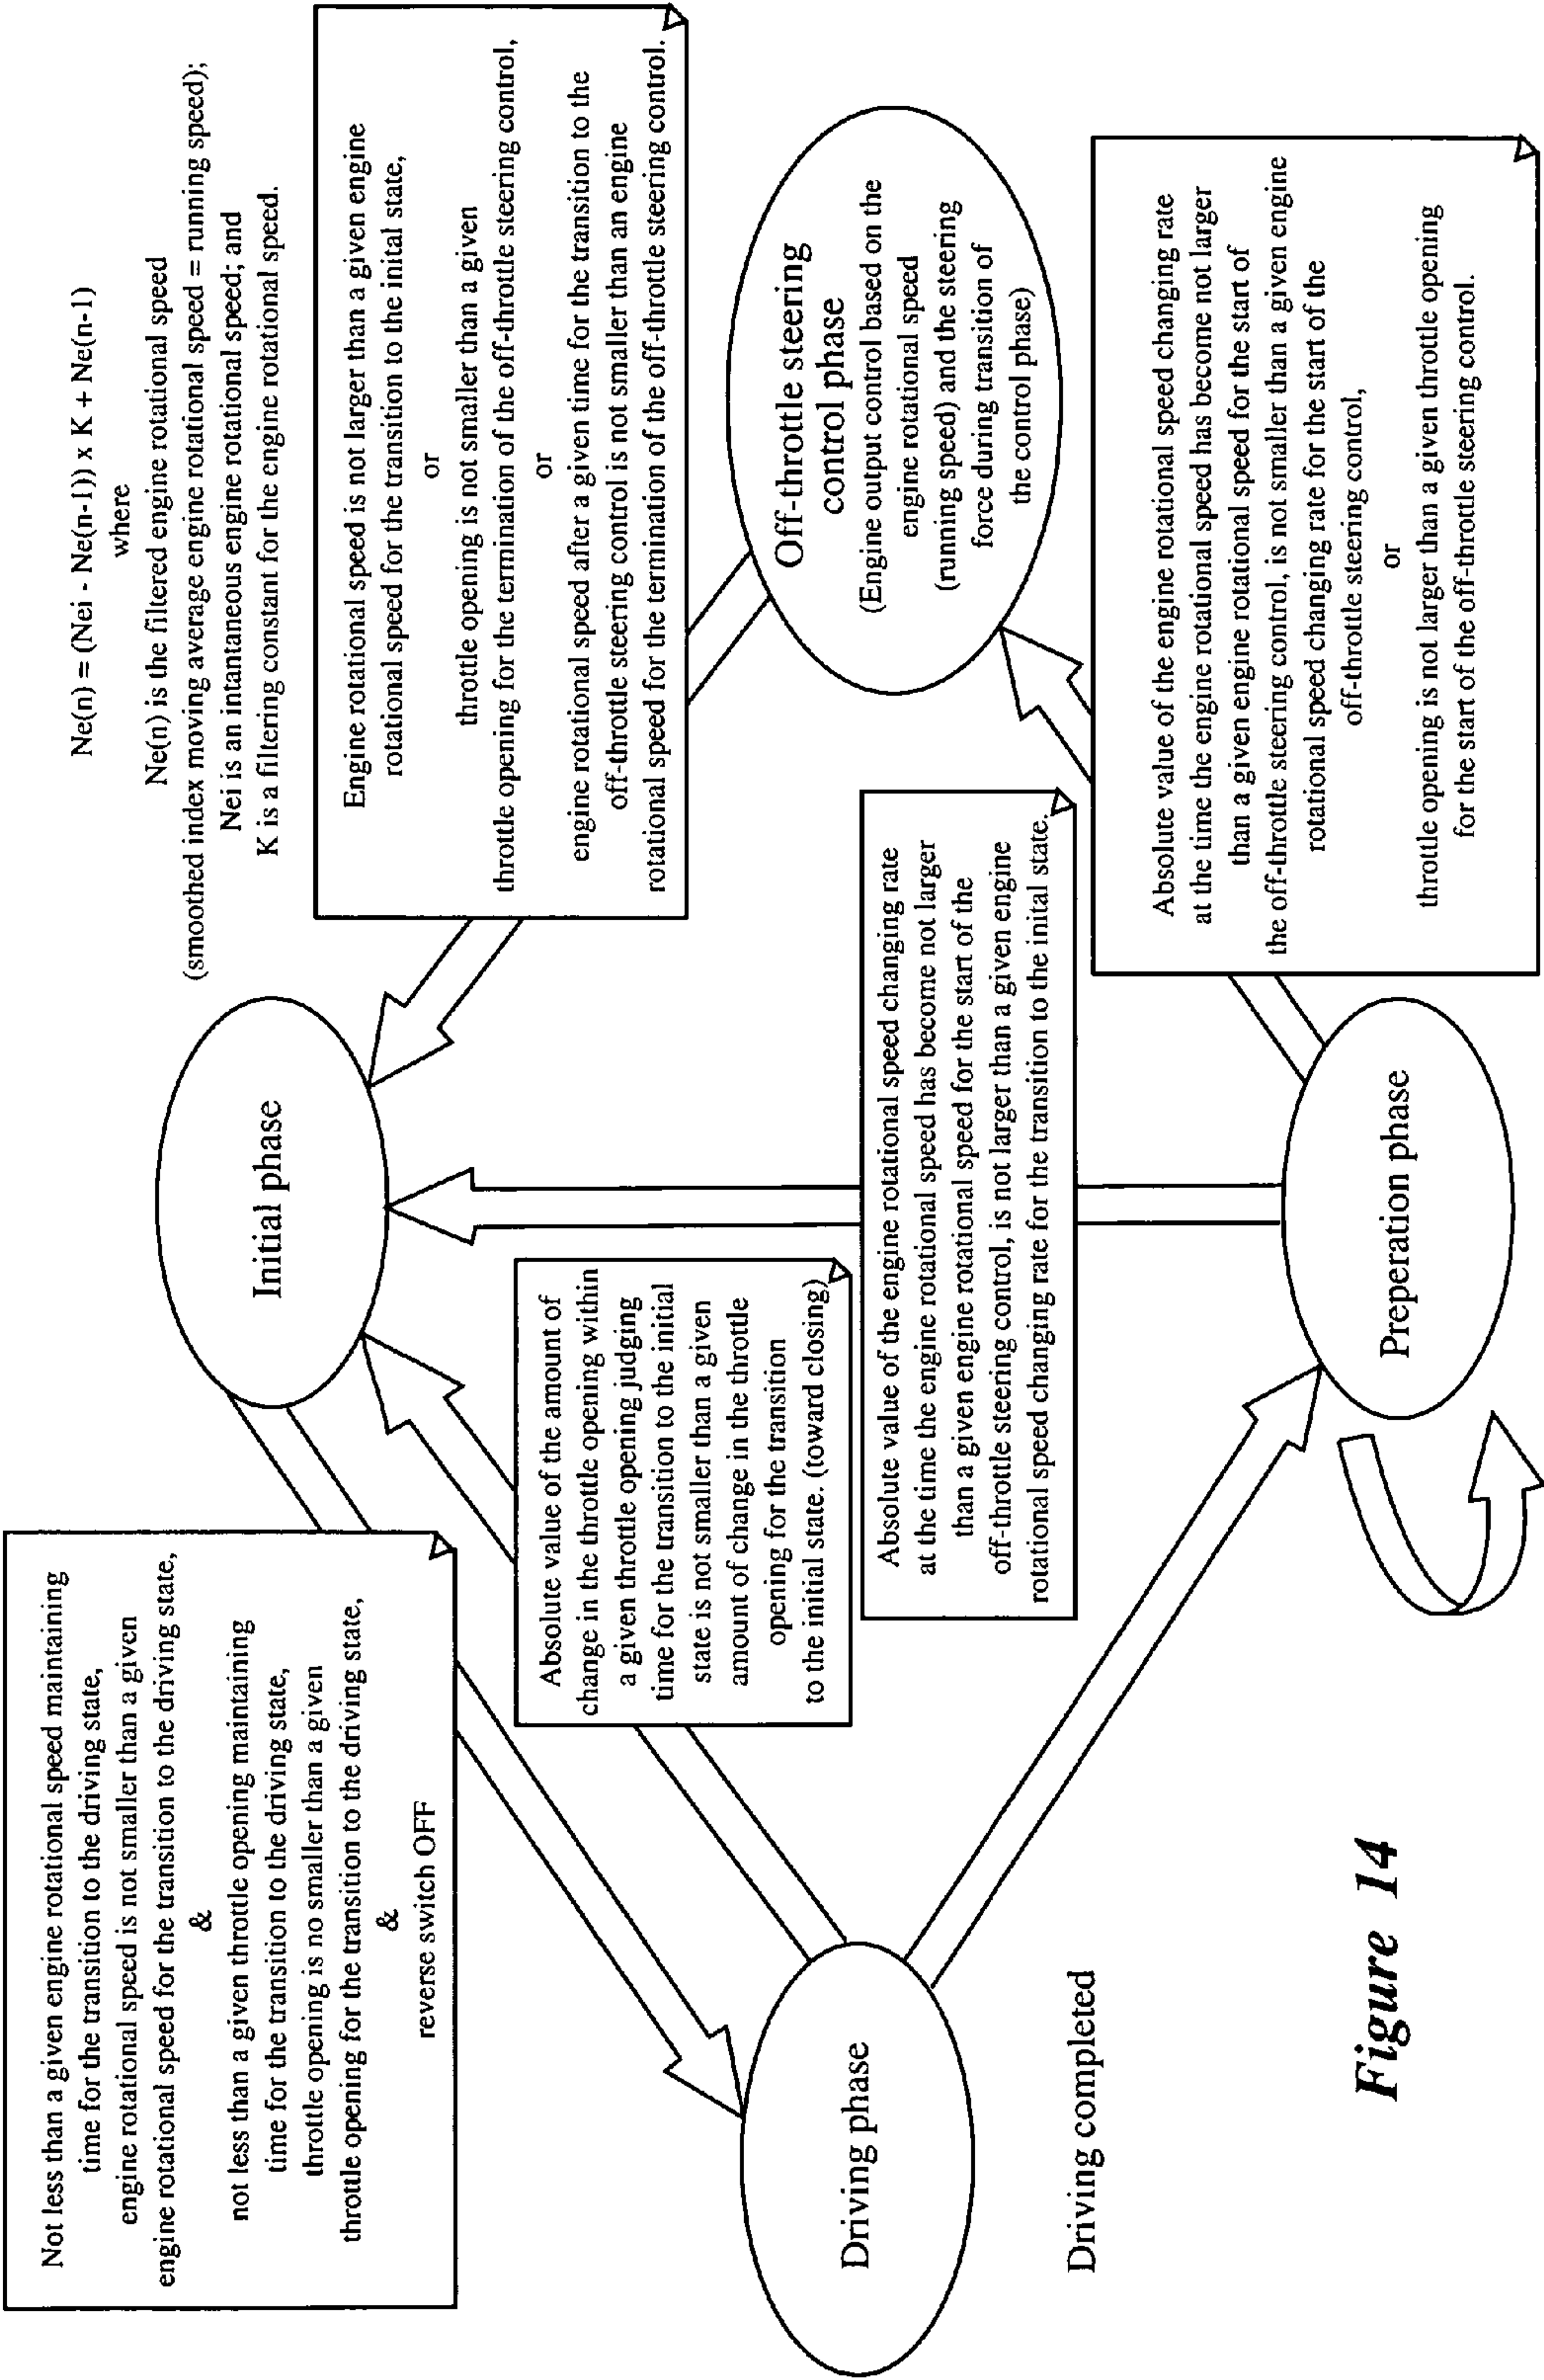 Ne(n) = (Nei - Ne(n-1)) x K + Ne(n-1)
where
Ne(n) is the filtered engine rotational speed
(smoothed index moving average engine rotational speed = running speed);
Nei is an intantaneous engine rotational speed; and
K is a filtering constant for the engine rotational speed.
Not less than a given engine rotational speed maintaining
time for the transition to the driving state,
engine rotational speed is not smaller than a given
engine rotational speed for the transition to the driving state,
&
not less than a given throttle opening maintaining
time for the transition to the driving state,
throttle opening is no smaller than a given
throttle opening for the transition to the driving state,
&
reverse switch OFF
Initial phase
Engine rotational speed is not larger than a given engine
rotational speed for the transition to the inital state,
or
throttle opening is not smaller than a given
throttle opening for the termination of the off-throttle steering control,
or
engine rotational speed after a given time for the transition to the
off-throttle steering control is not smaller than an engine
rotational speed for the termination of the off-throttle steering control.
Absolute value of the amount of
change in the throttle opening within
a given throttle opening judging
time for the transition to the initial
state is not smaller than a given
amount of change in the throttle
opening for the transition
to the initial state. (toward closing)
Driving phase
Driving completed
Absolute value of the engine rotational speed changing rate
at the time the engine rotational speed has become not larger
than a given engine rotational speed for the start of the
off-throttle steering control, is not larger than a given engine
rotational speed changing rate for the transition to the inital state.
Off-throttle steering
control phase
(Engine output control based on the
engine rotational speed
(running speed) and the steering
force during transition of
the control phase)
Absolute value of the engine rotational speed changing rate
at the time the engine rotational speed has become not larger
than a given engine rotational speed for the start of
the off-throttle steering control, is not smaller than a given engine
rotational speed changing rate for the start of the
off-throttle steering control,
or
throttle opening is not larger than a given throttle opening
for the start of the off-throttle steering control.
Preperation phase
Figure 14